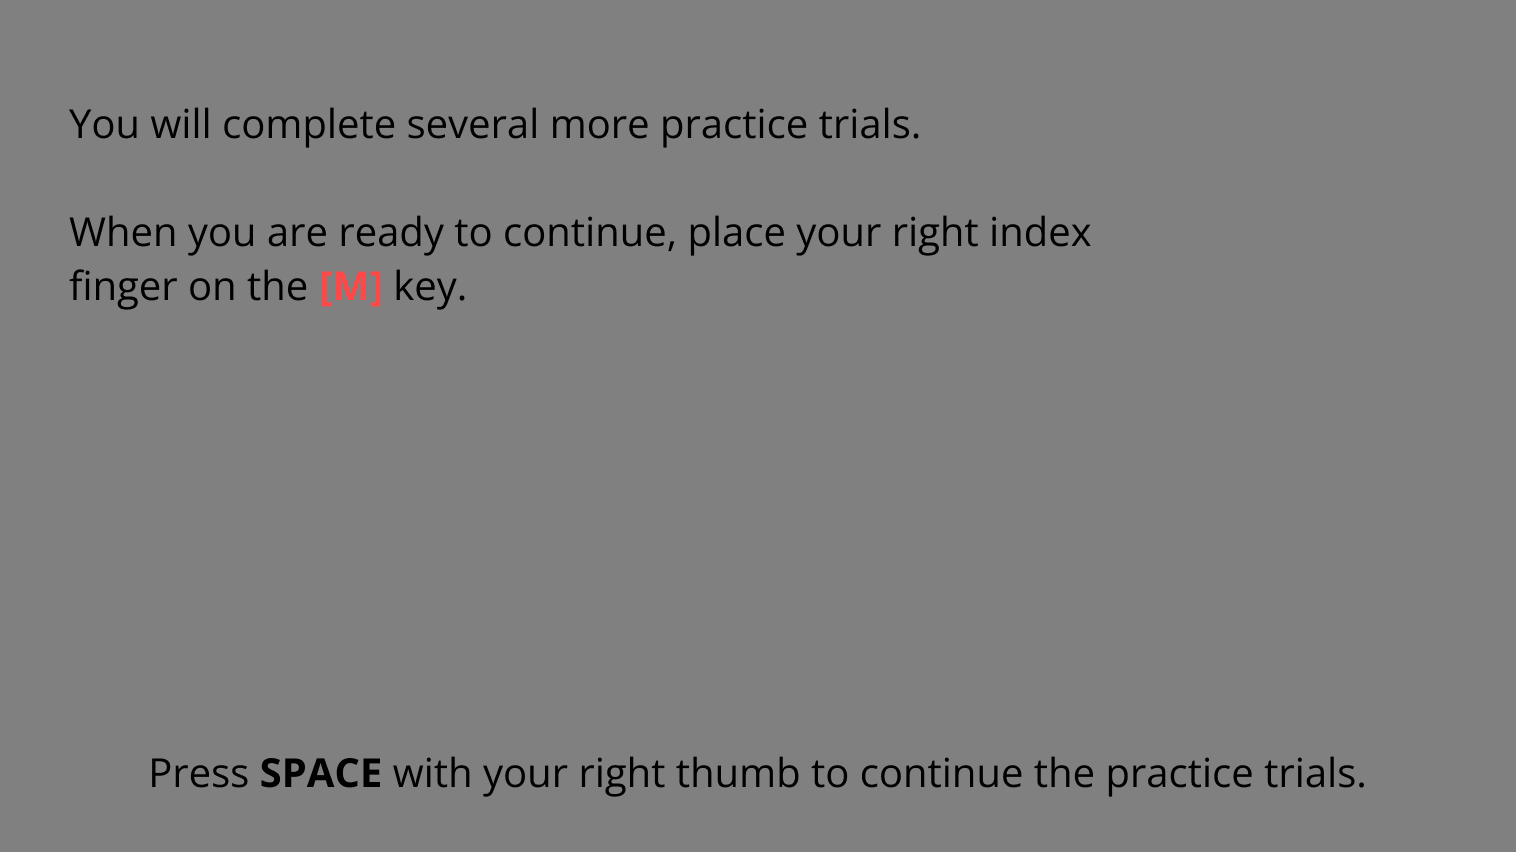 You will complete several more practice trials.
When you are ready to continue, place your right index
finger on the [M] key.
Press SPACE with your right thumb to continue the practice trials.